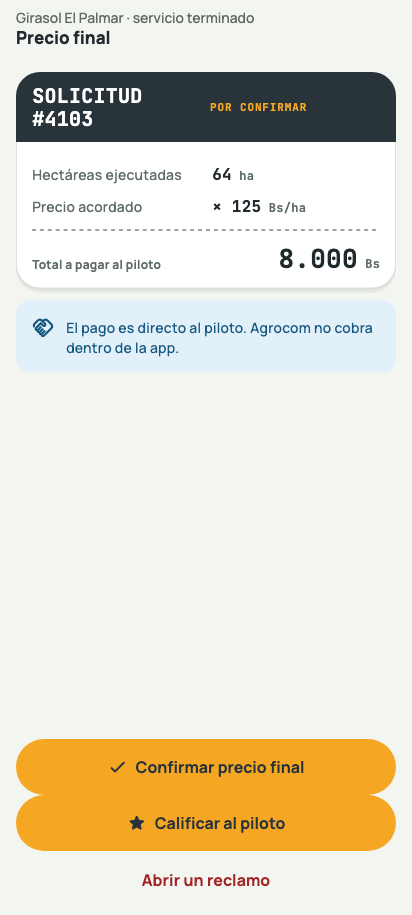 Girasol El Palmar · servicio terminado
Precio final
SOLICITUD
#4103
POR CONFIRMAR
Hectáreas ejecutadas 64 ha
Precio acordado × 125 Bs/ha
Total a pagar al piloto 8.000 Bs
El pago es directo al piloto. Agrocom no cobra
dentro de la app.
Confirmar precio final
Calificar al piloto
Abrir un reclamo